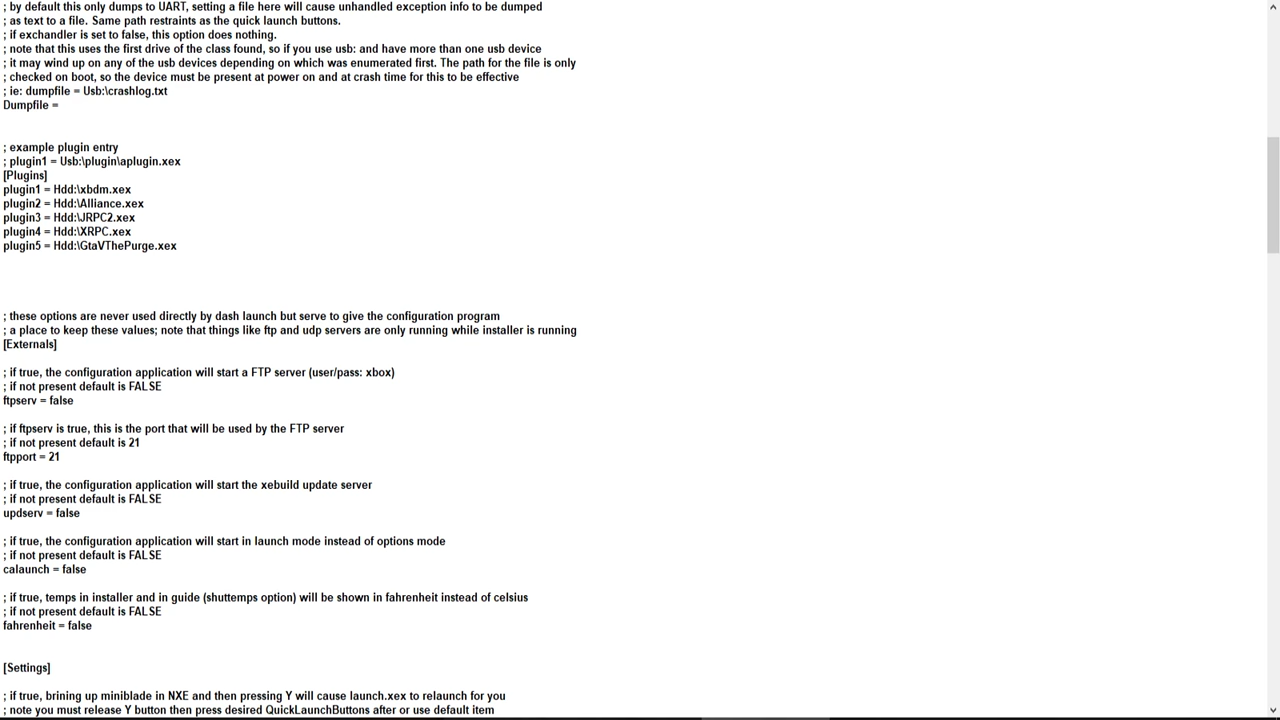 ; by default this only dumps to UART, setting a file here will cause unhandled exception info to be dumped
; as text to a file. Same path restraints as the quick launch buttons.
; if exchandler is set to false, this option does nothing.
; note that this uses the first drive of the class found, so if you use usb: and have more than one usb device
; it may wind up on any of the usb devices depending on which was enumerated first. The path for the file is only
; checked on boot, so the device must be present at power on and at crash time for this to be effective
; ie: dumpfile = Usb:\crashlog.txt
Dumpfile =
; example plugin entry
; plugin1 = Usb:\plugin\aplugin.xex
[Plugins]
plugin1 = Hdd:\xbdm.xex
plugin2 = Hdd:\Alliance.xex
plugin3 = Hdd:\JRPC2.xex
plugin4 = Hdd:\XRPC.xex
plugin5 = Hdd:\GtaVThePurge.xex
; these options are never used directly by dash launch but serve to give the configuration program
; a place to keep these values; note that things like ftp and udp servers are only running while installer is running
[Externals]
; if true, the configuration application will start a FTP server (user/pass: xbox)
; if not present default is FALSE
ftpserv = false
; if ftpserv is true, this is the port that will be used by the FTP server
; if not present default is 21
ftpport = 21
; if true, the configuration application will start the xebuild update server
; if not present default is FALSE
updserv = false
; if true, the configuration application will start in launch mode instead of options mode
; if not present default is FALSE
calaunch = false
; if true, temps in installer and in guide (shuttemps option) will be shown in fahrenheit instead of celsius
; if not present default is FALSE
fahrenheit = false
[Settings]
; if true, brining up miniblade in NXE and then pressing Y will cause launch.xex to relaunch for you
; note you must release Y button then press desired QuickLaunchButtons after or use default item